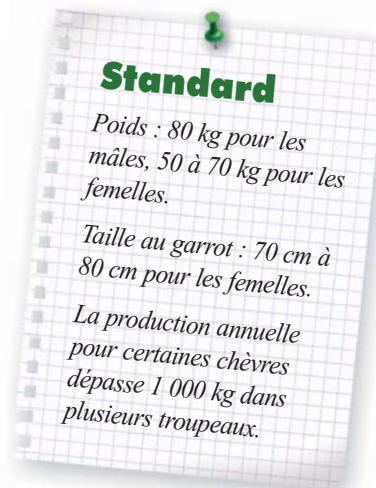 Standard
Poids : 80 kg pour les
mâles, 50 à 70 kg pour les
femelles.
Taille au garrot : 70 cm à
80 cm pour les femelles.
La production annuelle
pour certaines chèvres
dépasse 1 000 kg dans
plusieurs troupeaux.